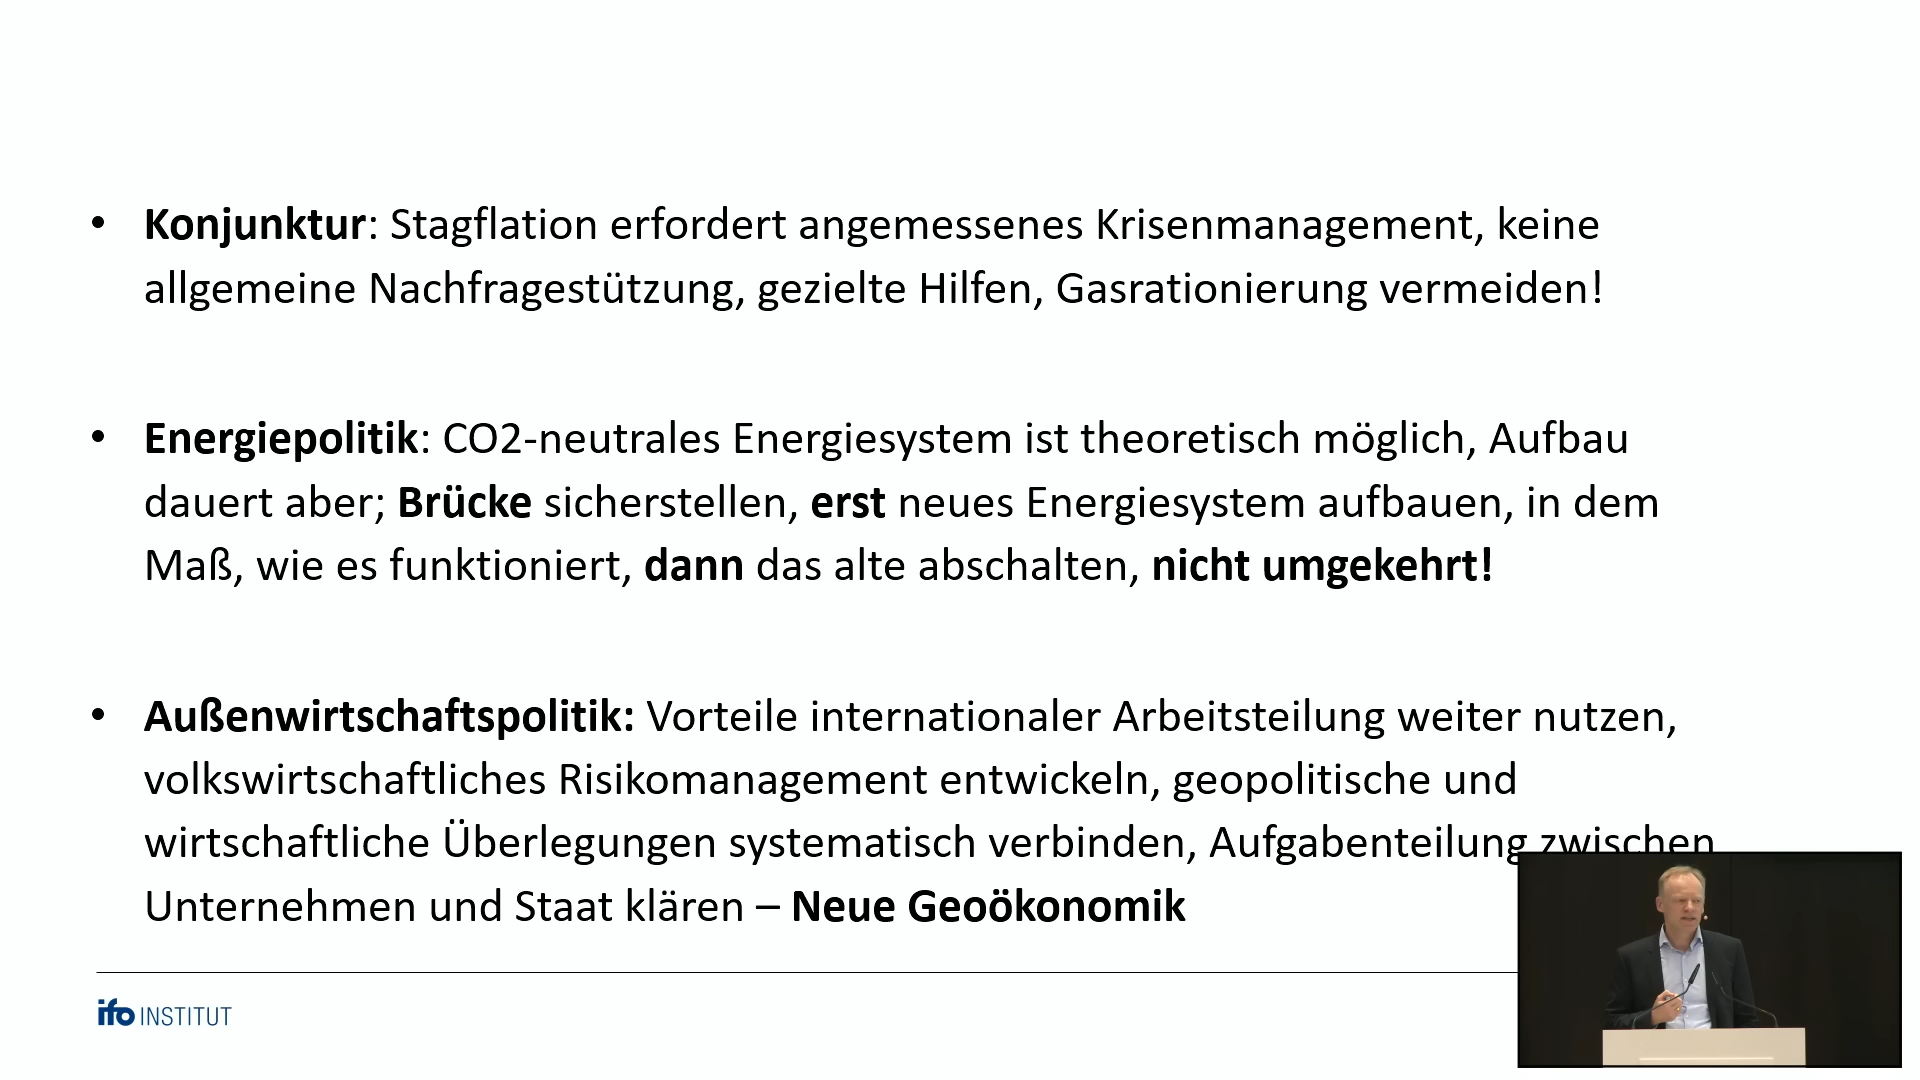 • Konjunktur: Stagflation erfordert angemessenes Krisenmanagement, keine
allgemeine Nachfragestützung, gezielte Hilfen, Gasrationierung vermeiden!
• Energiepolitik: CO2-neutrales Energiesystem ist theoretisch möglich, Aufbau
dauert aber; Brücke sicherstellen, erst neues Energiesystem aufbauen, in dem
Maß, wie es funktioniert, dann das alte abschalten, nicht umgekehrt!
• Außenwirtschaftspolitik: Vorteile internationaler Arbeitsteilung weiter nutzen,
volkswirtschaftliches Risikomanagement entwickeln, geopolitische und
wirtschaftliche Überlegungen systematisch verbinden, Aufgabenteilung zwischen
Unternehmen und Staat klären – Neue Geoökonomik
ifo INSTITUT